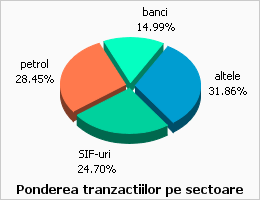 banci
14.99%
petrol
28.45%
altele
31.86%
SIF-uri
24.70%
Ponderea tranzactiilor pe sectoare